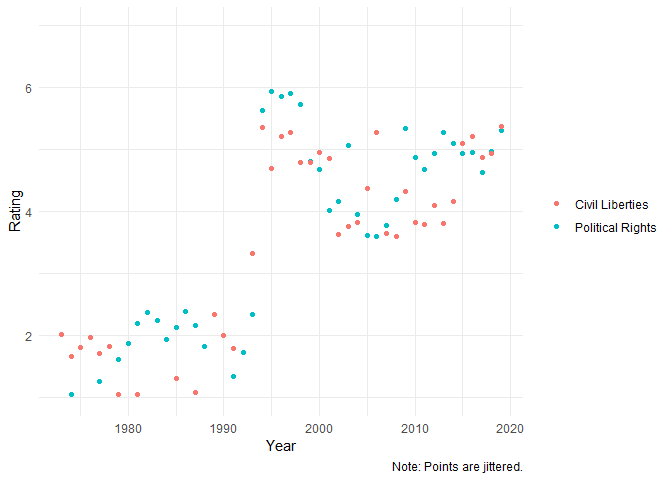 6
4
2
Rating
1980 1990 2000 2010 2020
Year
Civil Liberties
Political Rights
Note: Points are jittered.